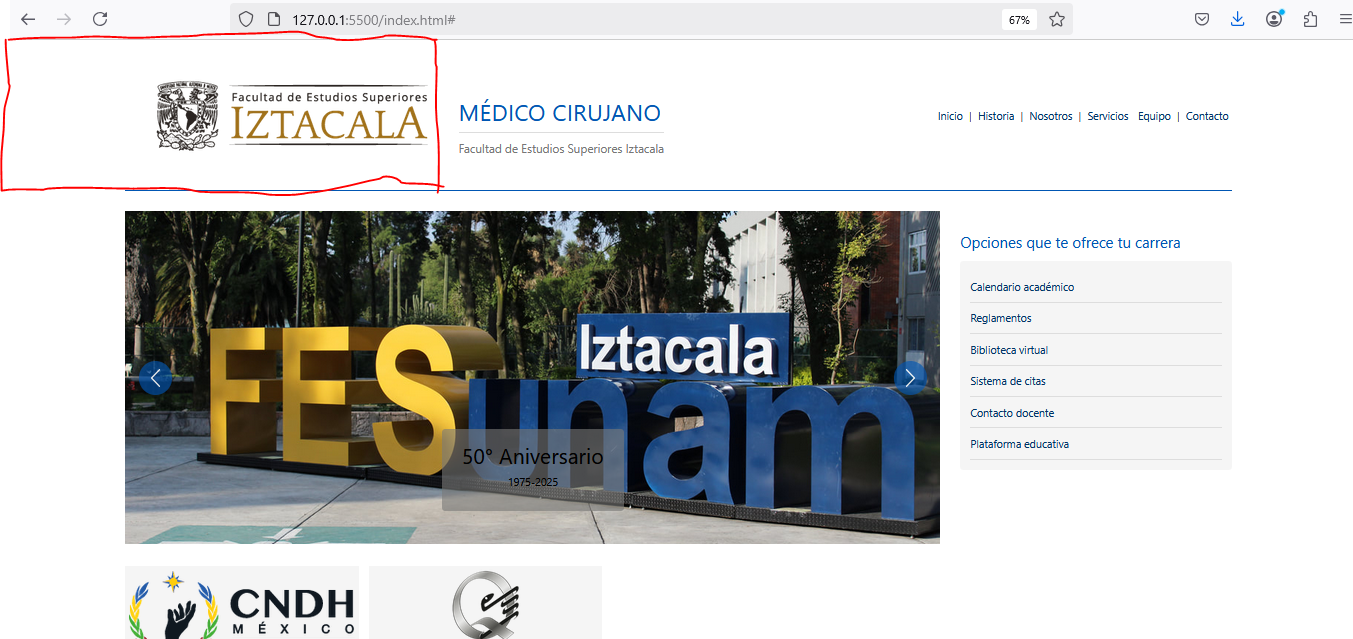 127.0.0.1:5500/index.html#
67%
Facultad de Estudios Superiores
IZTACALA
MÉDICO CIRUJANO
Facultad de Estudios Superiores Iztacala
Inicio | Historia | Nosotros | Servicios Equipo | Contacto
Iztacala
FES unam
50° Aniversario
1975-2025
Opciones que te ofrece tu carrera
Calendario académico
Reglamentos
Biblioteca virtual
Sistema de citas
Contacto docente
Plataforma educativa
CNDH
MÉXICO